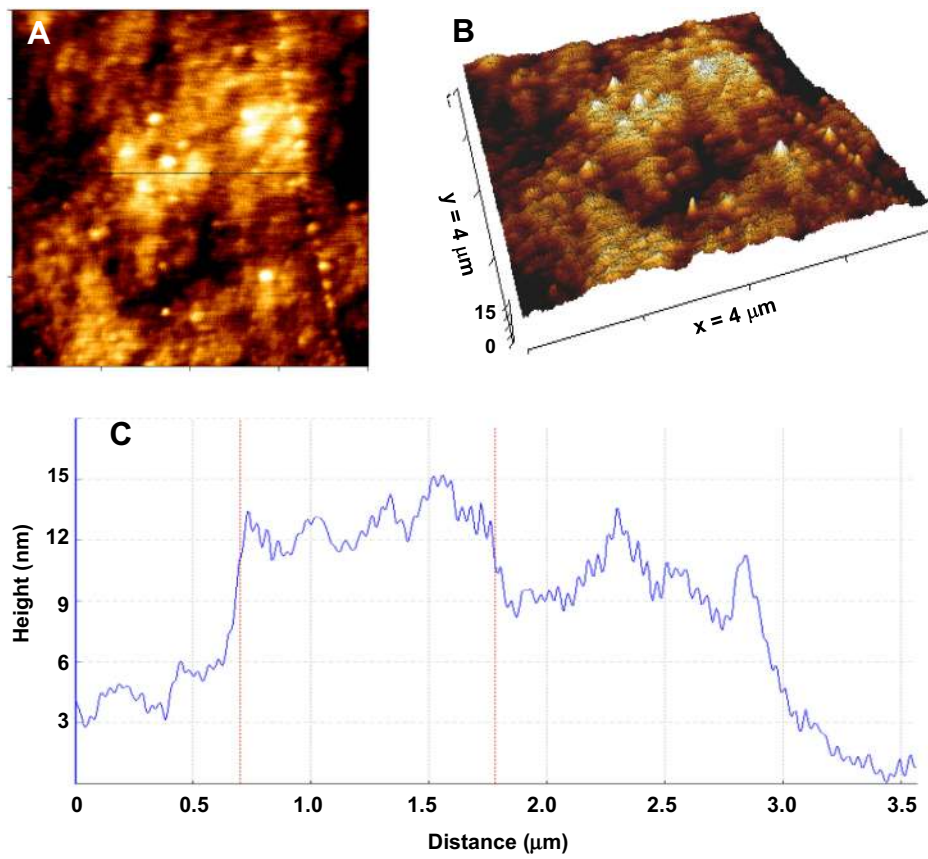 A
B
y = 4 μm
15
0
x = 4 μm
C
Height (nm)
15
12
9
6
3
0
0.5
1.0
1.5
2.0
2.5
3.0
3.5
Distance (μm)